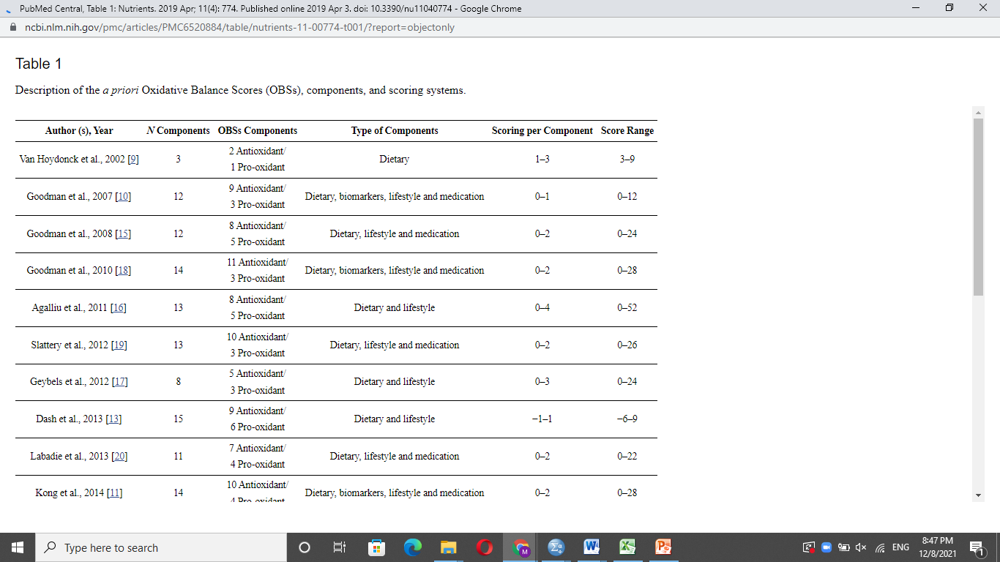 PubMed Central, Table 1: Nutrients. 2019 Apr; 11(4): 774. Published online 2019 Apr 3. doi: 10.3390/nu11040774 - Google Chrome
ncbi.nlm.nih.gov/pmc/articles/PMC6520884/table/nutrients-11-00774-t001/?report=objectonly
Table 1
Description of the a priori Oxidative Balance Scores (OBSs), components, and scoring systems.
Author (s), Year N Components OBSs Components Type of Components Scoring per Component Score Range
Van Hoydonck et al., 2002 [9] 3 2 Antioxidant/ Dietary 1–3 3–9
1 Pro-oxidant
Goodman et al., 2007 [10] 12 9 Antioxidant/ Dietary, biomarkers, lifestyle and medication 0–1 0–12
3 Pro-oxidant
Goodman et al., 2008 [15] 12 8 Antioxidant/ Dietary, lifestyle and medication 0–2 0–24
5 Pro-oxidant
Goodman et al., 2010 [18] 14 11 Antioxidant/ Dietary, biomarkers, lifestyle and medication 0–2 0–28
3 Pro-oxidant
Agalliu et al., 2011 [16] 13 8 Antioxidant/ Dietary and lifestyle 0–4 0–52
5 Pro-oxidant
Slattery et al., 2012 [19] 13 10 Antioxidant/ Dietary, lifestyle and medication 0–2 0–26
3 Pro-oxidant
Geybels et al., 2012 [17] 8 5 Antioxidant/ Dietary and lifestyle 0–3 0–24
3 Pro-oxidant
Dash et al., 2013 [13] 15 9 Antioxidant/ Dietary and lifestyle −1–1 −6–9
6 Pro-oxidant
Labadie et al., 2013 [20] 11 7 Antioxidant/ Dietary, lifestyle and medication 0–2 0–22
4 Pro-oxidant
Kong et al., 2014 [11] 14 10 Antioxidant/ Dietary, biomarkers, lifestyle and medication 0–2 0–28
4 Pro-oxidant
Type here to search
ENG
8:47 PM
12/8/2021